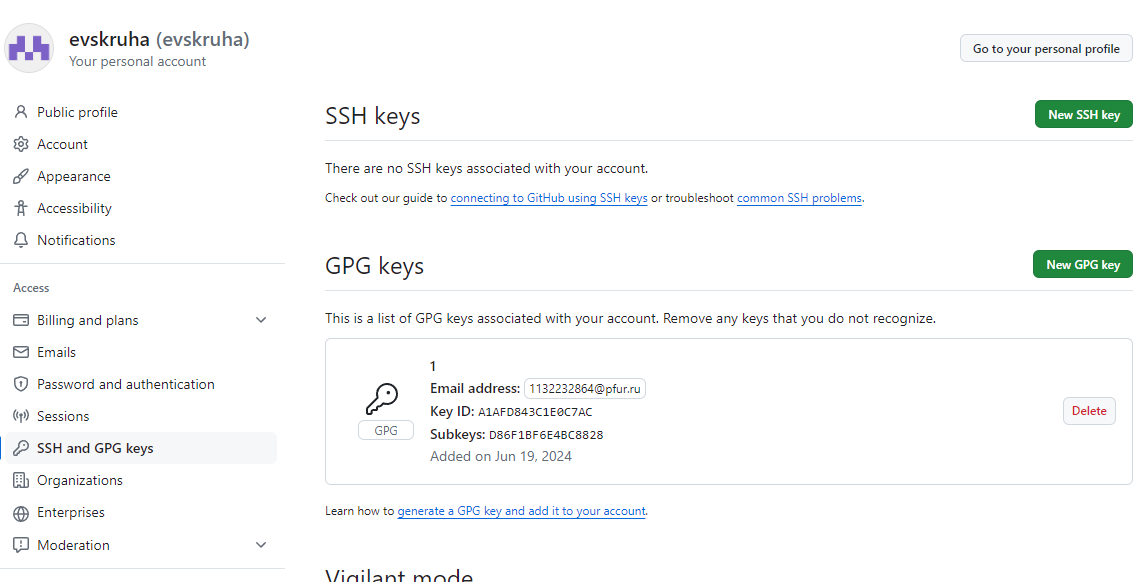 evskruha (evskruha)
Your personal account
Go to your personal profile
Public profile
Account
Appearance
Accessibility
Notifications
Access
Billing and plans
Emails
Password and authentication
Sessions
SSH and GPG keys
Organizations
Enterprises
Moderation
SSH keys
New SSH key
There are no SSH keys associated with your account.
Check out our guide to connecting to GitHub using SSH keys or troubleshoot common SSH problems.
GPG keys
New GPG key
This is a list of GPG keys associated with your account. Remove any keys that you do not recognize.
1
Email address: 1132232864@pfur.ru
GPG
Key ID: A1AFD843C1E0C7AC
Subkeys: D86F1BF6E4BC8828
Added on Jun 19, 2024
Delete
Learn how to generate a GPG key and add it to your account.
Vigilant mode